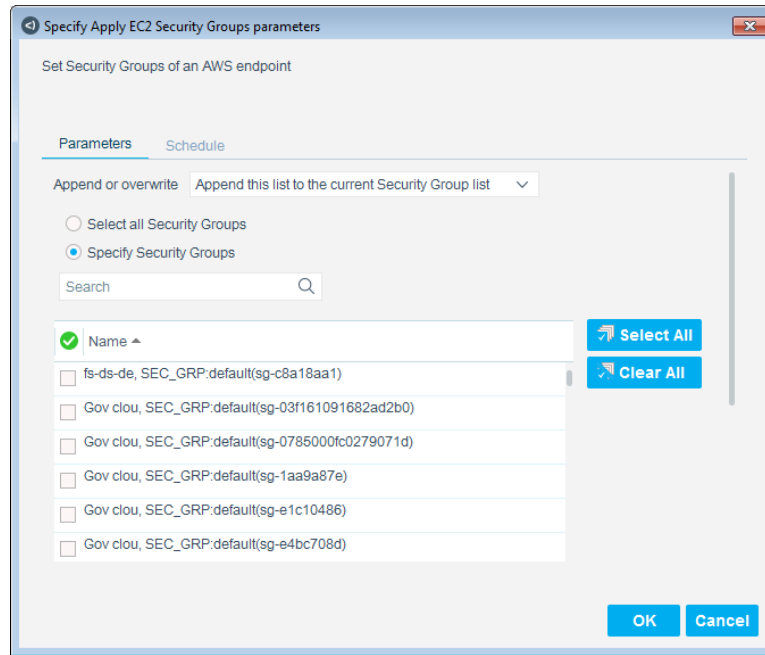 Specify Apply EC2 Security Groups parameters
Set Security Groups of an AWS endpoint
Parameters Schedule
Append or overwrite Append this list to the current Security Group list
Select all Security Groups
Specify Security Groups
Search
Name
Select All
fs-ds-de, SEC_GRP:default(sg-c8a18aa1)
Clear All
Gov clou, SEC_GRP:default(sg-03f161091682ad2b0)
Gov clou, SEC_GRP:default(sg-0785000fc0279071d)
Gov clou, SEC_GRP:default(sg-1aa9a87e)
Gov clou, SEC_GRP:default(sg-e1c10486)
Gov clou, SEC_GRP:default(sg-e4bc708d)
OK Cancel